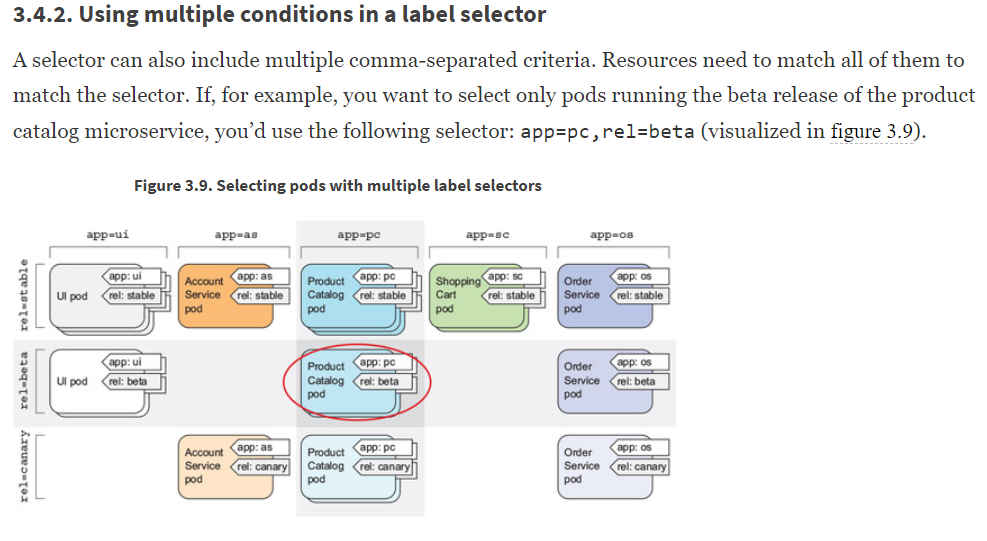 3.4.2. Using multiple conditions in a label selector
A selector can also include multiple comma-separated criteria. Resources need to match all of them to
match the selector. If, for example, you want to select only pods running the beta release of the product
catalog microservice, you’d use the following selector: app=pc,rel=beta (visualized in figure 3.9).
Figure 3.9. Selecting pods with multiple label selectors
app=ui
app=as
app=pc
app=sc
app=os
rel=stable
UI pod
app: ui
rel: stable
Account
Service
pod
app: as
rel: stable
Product
Catalog
pod
app: pc
rel: stable
Shopping
Cart
pod
app: sc
rel: stable
Order
Service
pod
app: os
rel: stable
rel=beta
UI pod
app: ui
rel: beta
Product
Catalog
pod
app: pc
rel: beta
Order
Service
pod
app: os
rel: beta
rel=canary
Account
Service
pod
app: as
rel: canary
Product
Catalog
pod
app: pc
rel: canary
Order
Service
pod
app: os
rel: canary